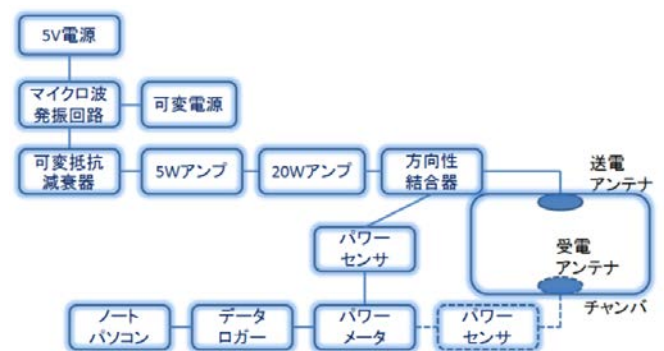 5V電源
マイクロ波
発振回路
可変電源
可変抵抗
減衰器
5Wアンプ
20Wアンプ
方向性
結合器
送電
アンテナ
パワー
センサ
受電
アンテナ
チャンバ
ノート
パソコン
データ
ロガー
パワー
メータ
パワー
センサ